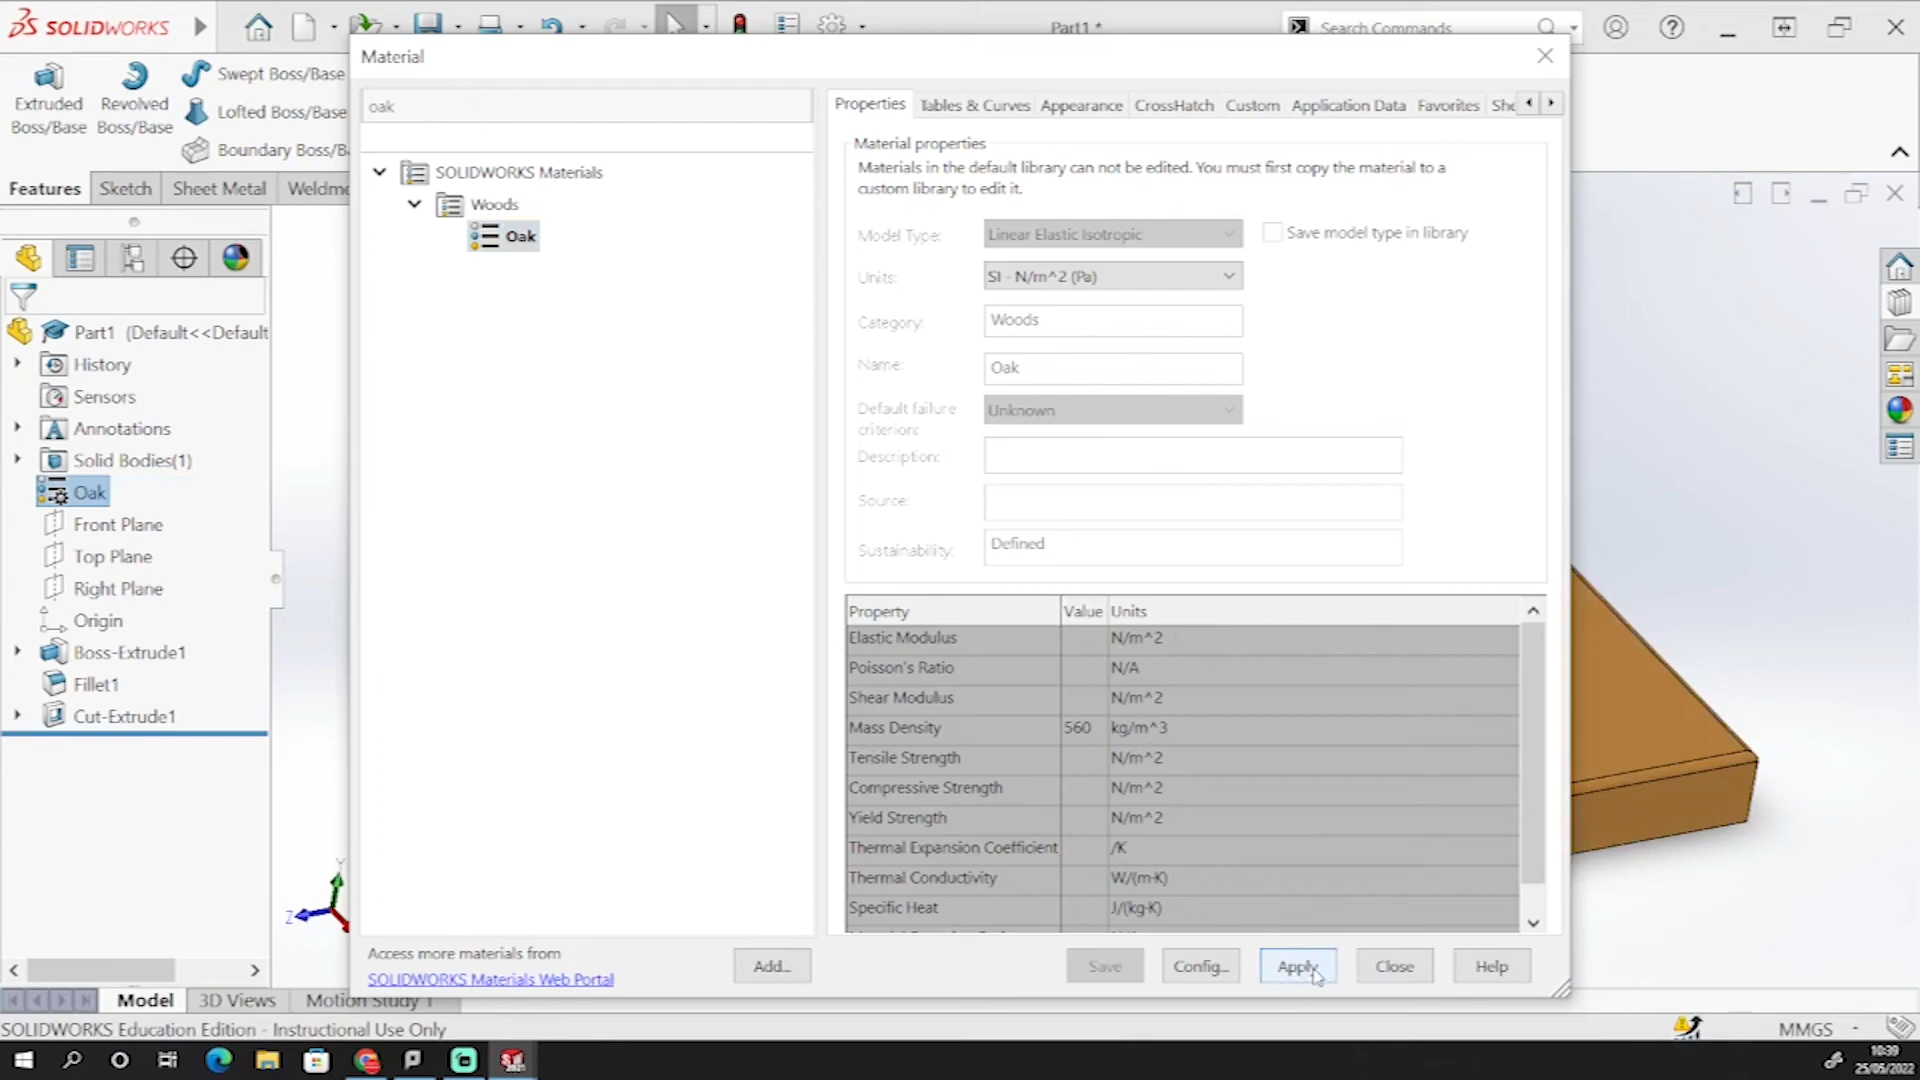 SOLIDWORKS
Part1 *
Search Commands
Extruded
Boss/Base
Revolved
Boss/Base
Swept Boss/Base
Lofted Boss/Base
Boundary Boss/B
Features
Sketch
Sheet Metal
Weldme
Part1 (Default<<Default
History
Sensors
Annotations
Solid Bodies(1)
Oak
Front Plane
Top Plane
Right Plane
Origin
Boss-Extrude1
Fillet1
Cut-Extrude1
Material
oak
SOLIDWORKS Materials
Woods
Oak
Properties
Tables & Curves
Appearance
CrossHatch
Custom
Application Data
Favorites
She
Material properties
Materials in the default library can not be edited. You must first copy the material to a
custom library to edit it.
Model Type:
Linear Elastic Isotropic
Save model type in library
Units:
SI - N/m^2 (Pa)
Category:
Woods
Name:
Oak
Default failure
criterion:
Unknown
Description:
Source:
Sustainability:
Defined
Property Value Units
Elastic Modulus N/m^2
Poisson's Ratio N/A
Shear Modulus N/m^2
Mass Density 560 kg/m^3
Tensile Strength N/m^2
Compressive Strength N/m^2
Yield Strength N/m^2
Thermal Expansion Coefficient /K
Thermal Conductivity W/(m·K)
Specific Heat J/(kg·K)
Access more materials from
SOLIDWORKS Materials Web Portal
Add...
Save
Config...
Apply
Close
Help
Y
Z
Model
3D Views
Motion Study 1
SOLIDWORKS Education Edition - Instructional Use Only
MMGS
10:39
25/05/2022